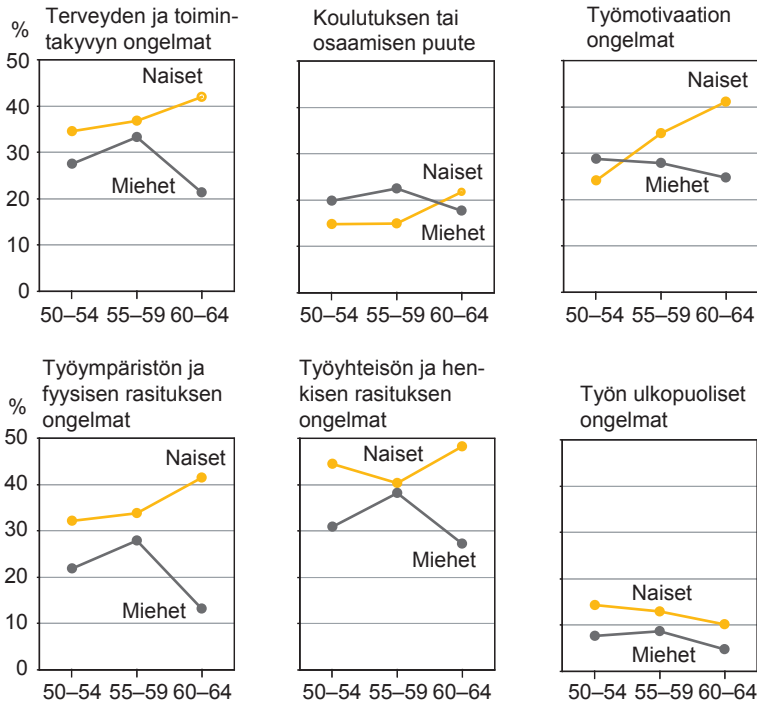 Terveyden ja toimin-
takyvyn ongelmat
%
50
40
30
20
10
0
Naiset
Miehet
50–54 55–59 60–64
Koulutuksen tai
osaamisen puute
Naiset
Miehet
50–54 55–59 60–64
Työmotivaation
ongelmat
Naiset
Miehet
50–54 55–59 60–64
Työympäristön ja
fyysisen rasituksen
ongelmat
%
50
40
30
20
10
0
Naiset
Miehet
50–54 55–59 60–64
Työyhteisön ja hen-
kisen rasituksen
ongelmat
Naiset
Miehet
50–54 55–59 60–64
Työn ulkopuoliset
ongelmat
Naiset
Miehet
50–54 55–59 60–64